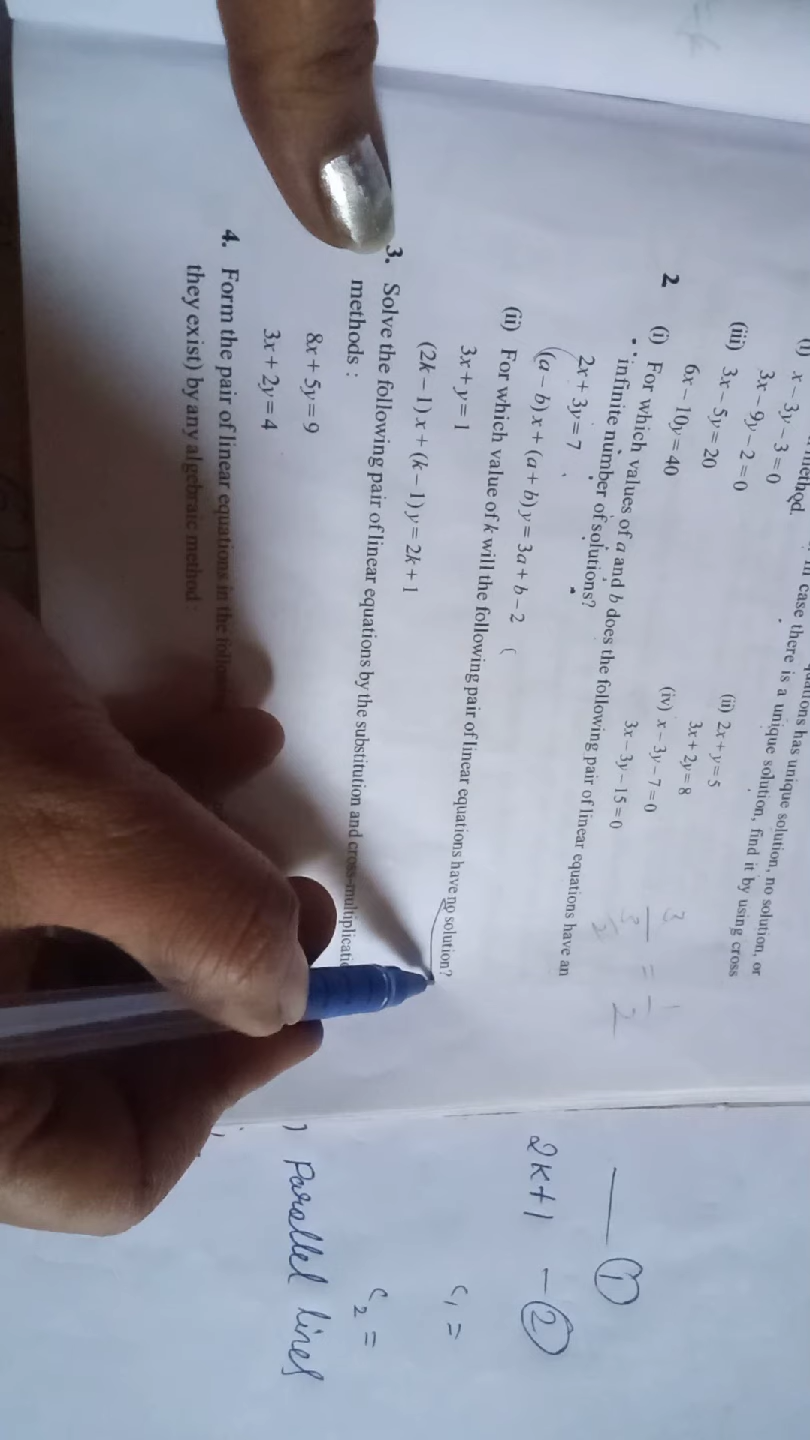 method.
in case there is a unique solution, find it by using cross
has unique solution, no solution, or
(i) x – 3y – 3 = 0
3x – 9y – 2 = 0
(ii) 2x + y = 5
3x + 2y = 8
(iii) 3x – 5y = 20
6x – 10y = 40
(iv) x – 3y – 7 = 0
3x – 3y – 15 = 0
2 (i) For which values of a and b does the following pair of linear equations have an
infinite number of solutions?
2x + 3y = 7
(a – b) x + (a + b) y = 3a + b – 2
(ii) For which value of k will the following pair of linear equations have no solution?
3x + y = 1
(2k – 1) x + (k – 1) y = 2k + 1
3. Solve the following pair of linear equations by the substitution and cross-multiplicati
methods :
8x + 5y = 9
3x + 2y = 4
4. Form the pair of linear equations in the
they exist) by any algebraic method :
— ①
2k+1 – ②
c₁ =
c₂ =
) Parallel lines